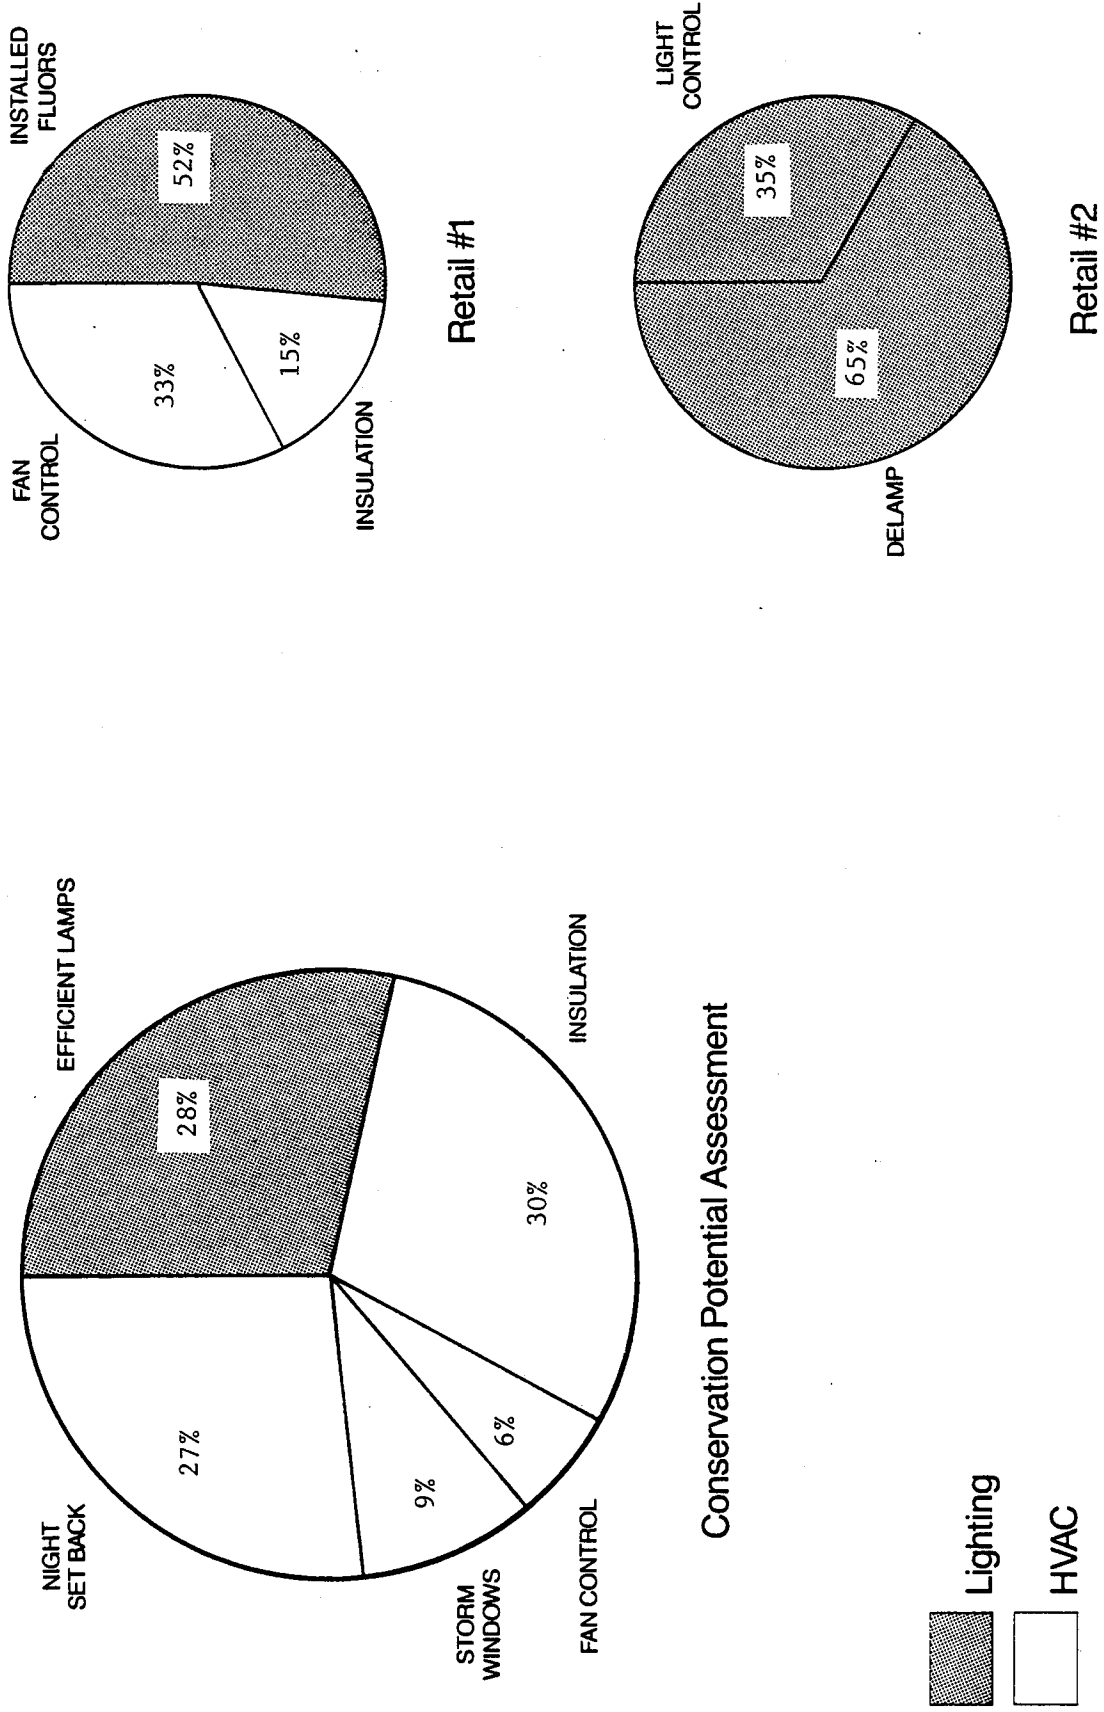 EFFICIENT LAMPS
28%
INSULATION
30%
FAN CONTROL
6%
STORM
WINDOWS
9%
NIGHT
SET BACK
27%
Conservation Potential Assessment
INSTALLED
FLUORS
52%
INSULATION
15%
FAN
CONTROL
33%
Retail #1
LIGHT
CONTROL
35%
DELAMP
65%
Retail #2
Lighting
HVAC